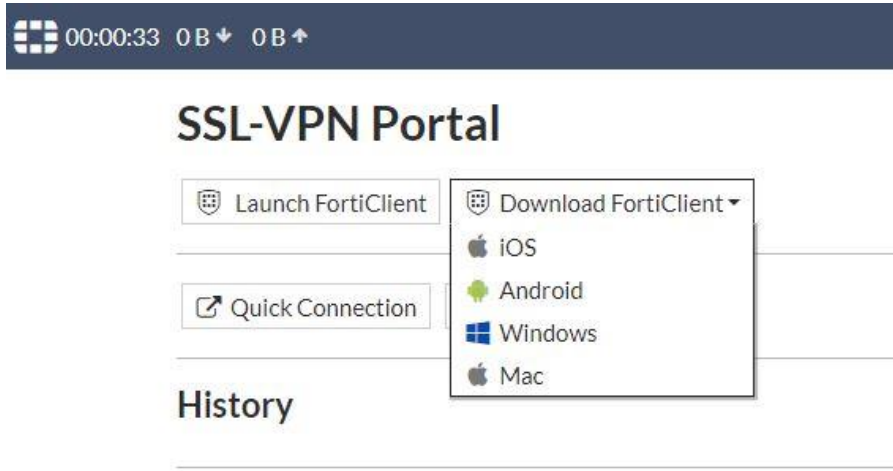 00:00:33 0 B 0 B
SSL-VPN Portal
Launch FortiClient Download FortiClient
iOS
Android
Quick Connection
Windows
Mac
History